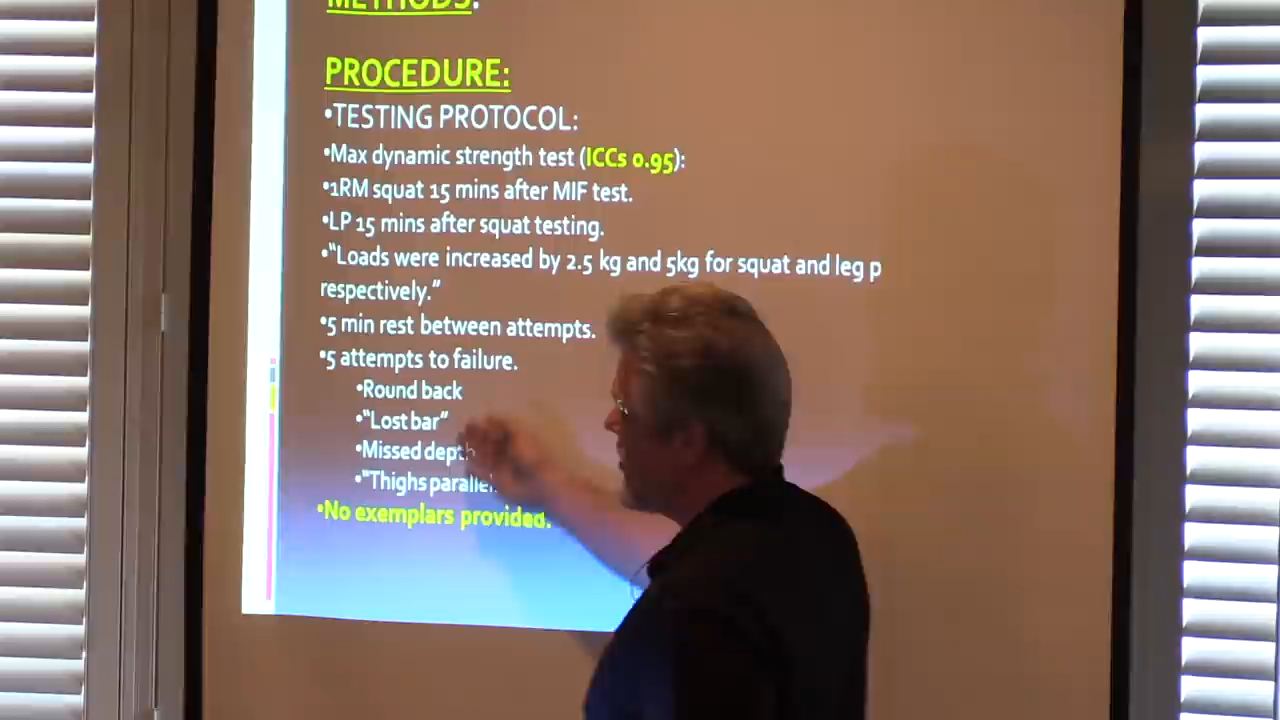 METHODS:
PROCEDURE:
•TESTING PROTOCOL:
•Max dynamic strength test (ICCs 0.95):
•1RM squat 15 mins after MIF test.
•LP 15 mins after squat testing.
•"Loads were increased by 2.5 kg and 5kg for squat and leg p
respectively."
•5 min rest between attempts.
•5 attempts to failure.
•Round back
•"Lost bar"
•Missed dept
•"Thighs parallel
•No exemplars provided.